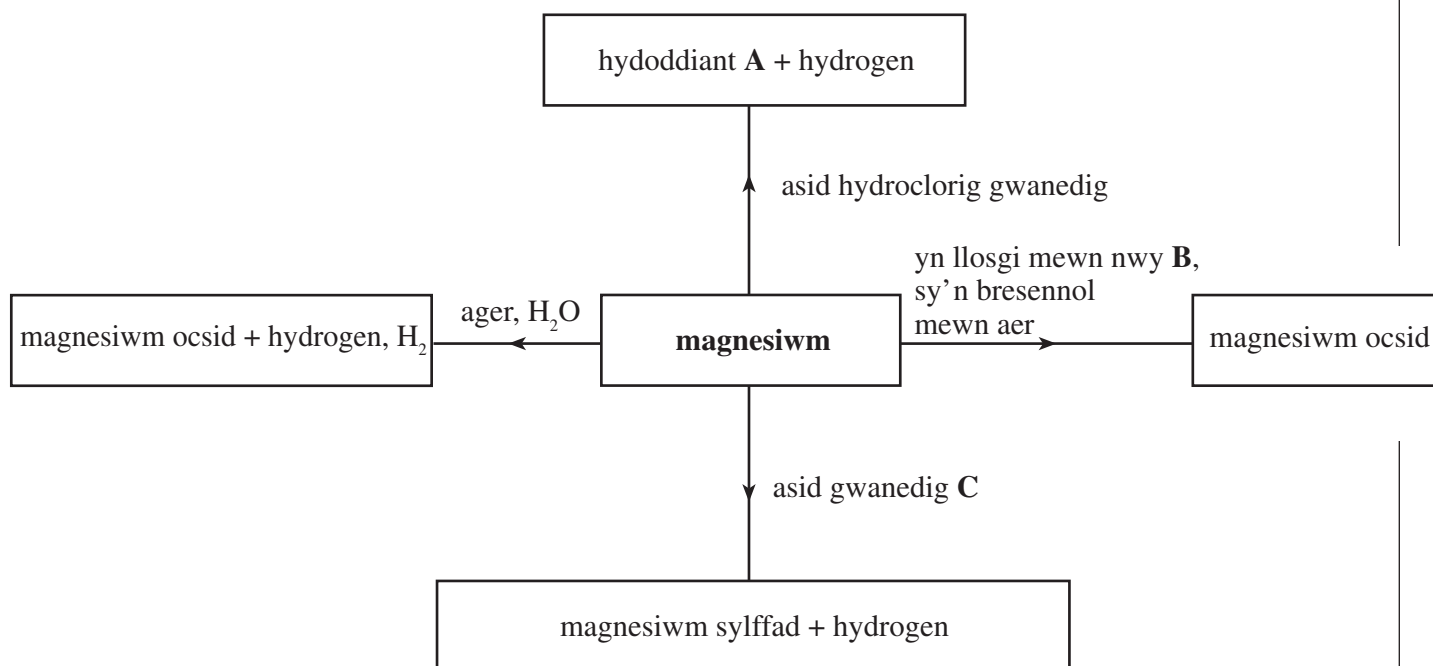 hydoddiant A + hydrogen
asid hydroclorig gwanedig
yn llosgi mewn nwy B,
sy’n bresennol
mewn aer
ager, H₂O
magnesiwm ocsid + hydrogen, H₂
magnesiwm
magnesiwm ocsid
asid gwanedig C
magnesiwm sylffad + hydrogen